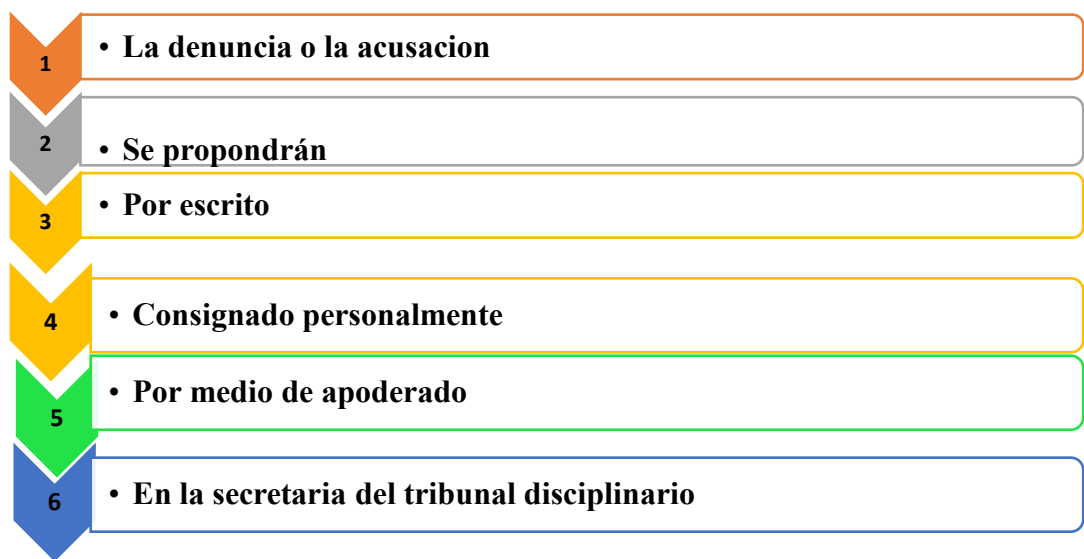 1
• La denuncia o la acusacion
2
• Se propondrán
3
• Por escrito
4
• Consignado personalmente
5
• Por medio de apoderado
6
• En la secretaria del tribunal disciplinario